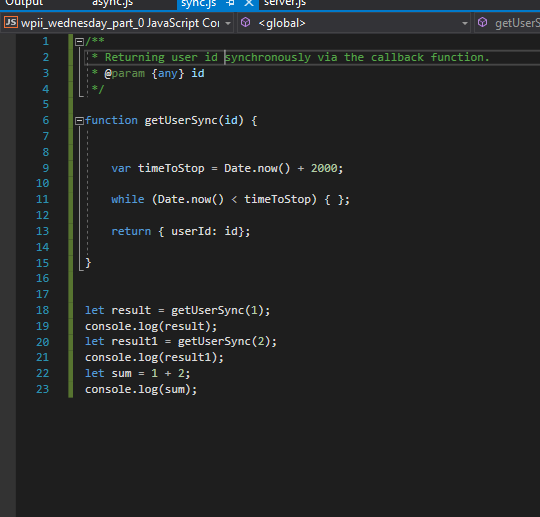 Output async.js sync.js server.js
JS wpii_wednesday_part_0 JavaScript Co <global> getUserS
1 /**
2 * Returning user id synchronously via the callback function.
3 * @param {any} id
4 */
5
6 function getUserSync(id) {
7
8
9 var timeToStop = Date.now() + 2000;
10
11 while (Date.now() < timeToStop) { };
12
13 return { userId: id};
14
15 }
16
17
18 let result = getUserSync(1);
19 console.log(result);
20 let result1 = getUserSync(2);
21 console.log(result1);
22 let sum = 1 + 2;
23 console.log(sum);